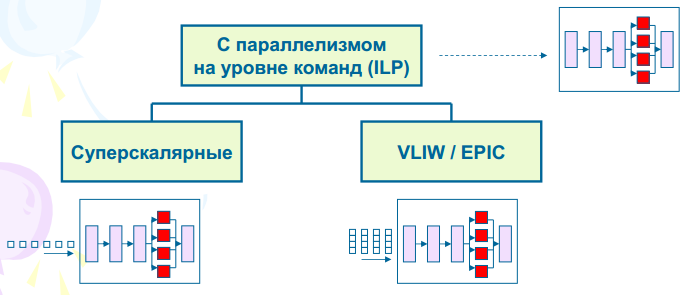 С параллелизмом
на уровне команд (ILP)
Суперскалярные
VLIW / EPIC